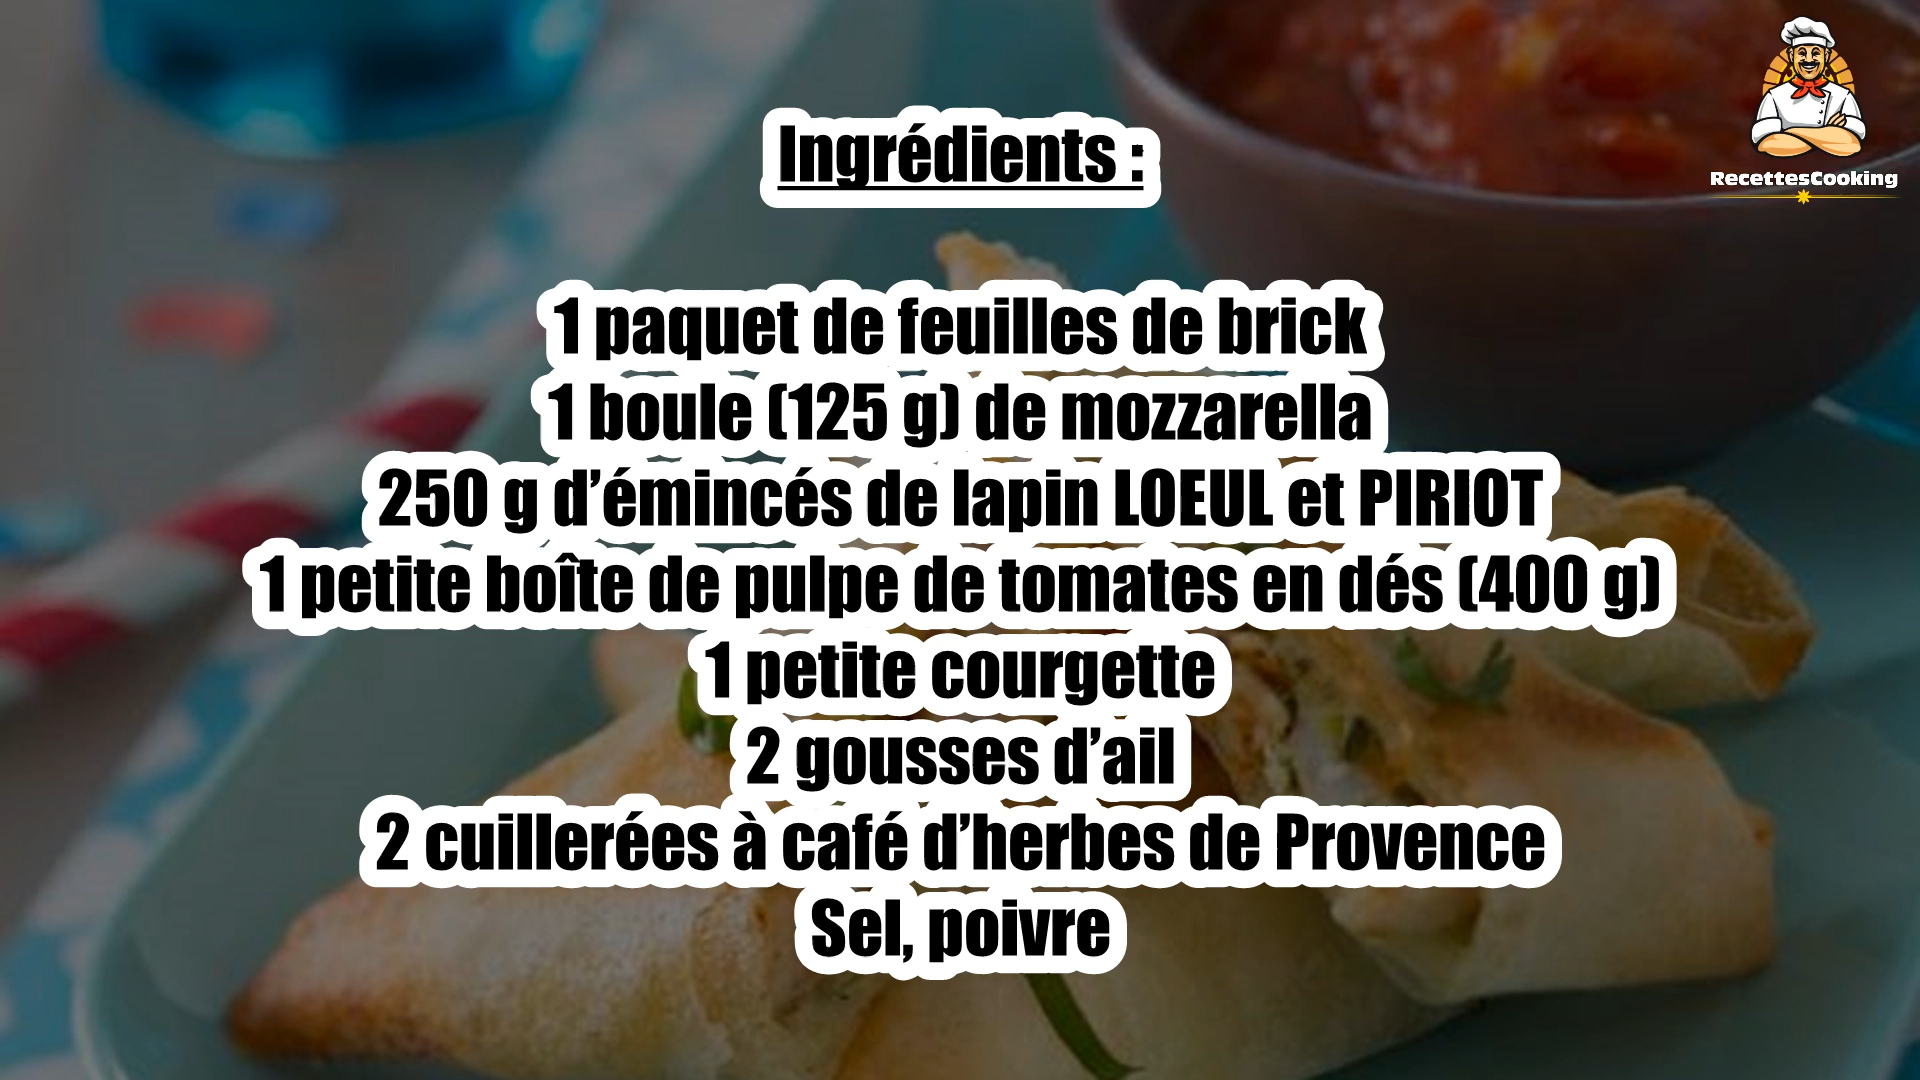 RecettesCooking
Ingrédients :
1 paquet de feuilles de brick
1 boule (125 g) de mozzarella
250 g d’émincés de lapin LOEUL et PIRIOT
1 petite boîte de pulpe de tomates en dés (400 g)
1 petite courgette
2 gousses d’ail
2 cuillerées à café d’herbes de Provence
Sel, poivre